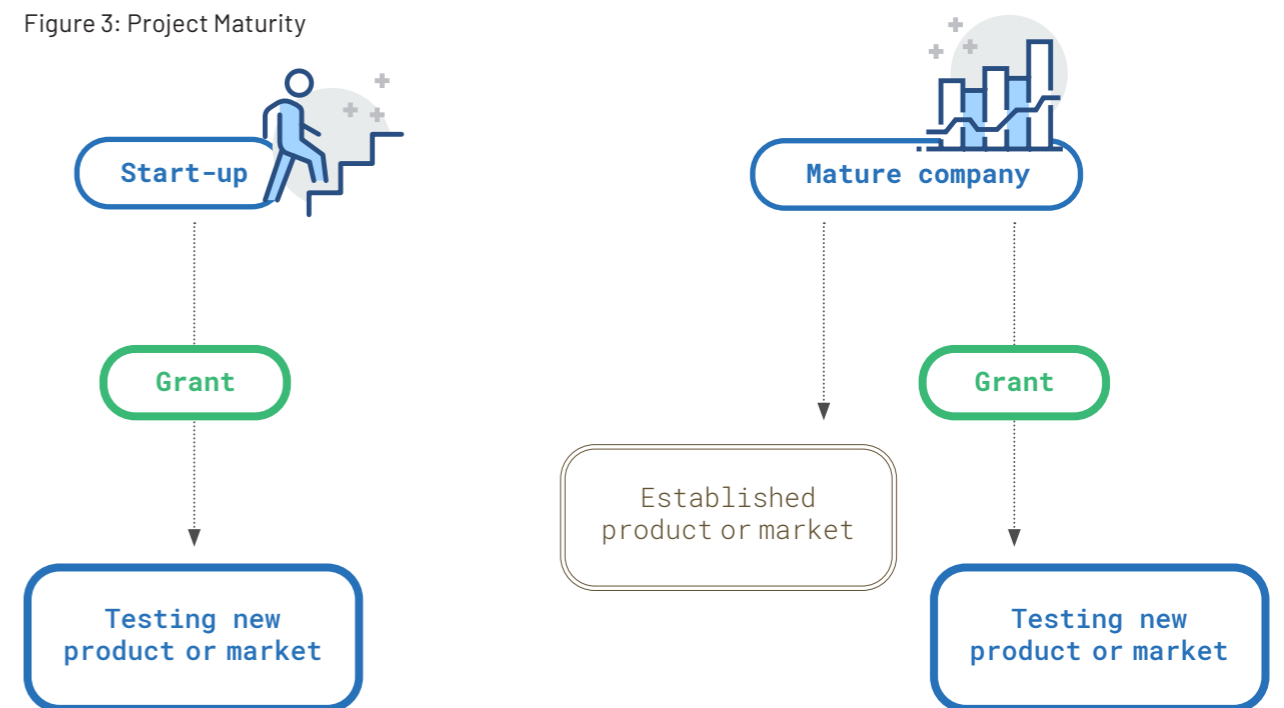 Figure 3: Project Maturity
Start-up
Mature company
Grant
Grant
Established
product or market
Testing new
product or market
Testing new
product or market